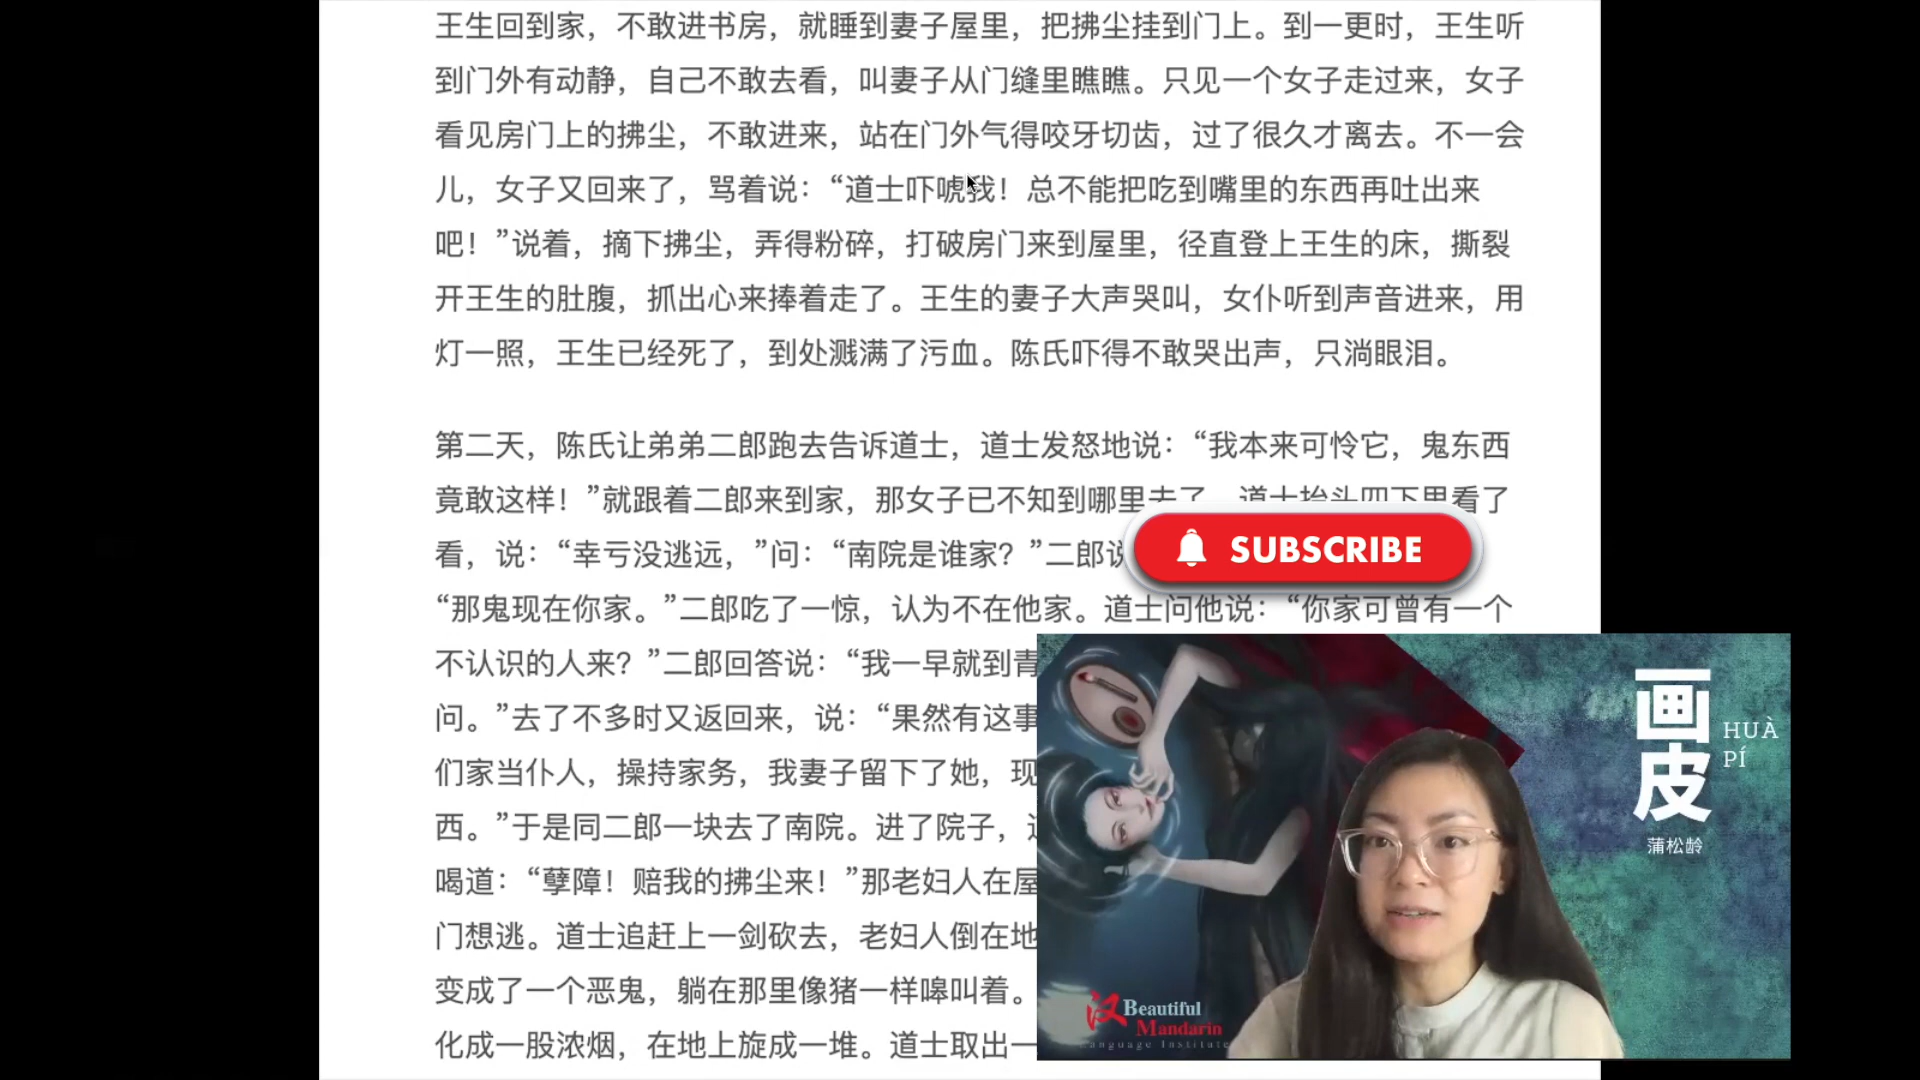 王生回到家，不敢进书房，就睡到妻子屋里，把拂尘挂到门上。到一更时，王生听
到门外有动静，自己不敢去看，叫妻子从门缝里瞧瞧。只见一个女子走过来，女子
看见房门上的拂尘，不敢进来，站在门外气得咬牙切齿，过了很久才离去。不一会
儿，女子又回来了，骂着说：“道士吓唬我！总不能把吃到嘴里的东西再吐出来
吧！”说着，摘下拂尘，弄得粉碎，打破房门来到屋里，径直登上王生的床，撕裂
开王生的肚腹，抓出心来捧着走了。王生的妻子大声哭叫，女仆听到声音进来，用
灯一照，王生已经死了，到处溅满了污血。陈氏吓得不敢哭出声，只淌眼泪。
第二天，陈氏让弟弟二郎跑去告诉道士，道士发怒地说：“我本来可怜它，鬼东西
竟敢这样！”就跟着二郎来到家，那女子已不知到哪里去了。道士抬头四下里看了
看，说：“幸亏没逃远，”问：“南院是谁家？”二郎说
SUBSCRIBE
“那鬼现在你家。”二郎吃了一惊，认为不在他家。道士问他说：“你家可曾有一个
不认识的人来？”二郎回答说：“我一早就到青
问。”去了不多时又返回来，说：“果然有这事
们家当仆人，操持家务，我妻子留下了她，现
西。”于是同二郎一块去了南院。进了院子，
喝道：“孽障！赔我的拂尘来！”那老妇人在屋
门想逃。道士追赶上一剑砍去，老妇人倒在地
变成了一个恶鬼，躺在那里像猪一样嗥叫着。
化成一股浓烟，在地上旋成一堆。道士取出一
画皮
HUÀ
PÍ
蒲松龄
汉 Beautiful
Mandarin
Language Institute